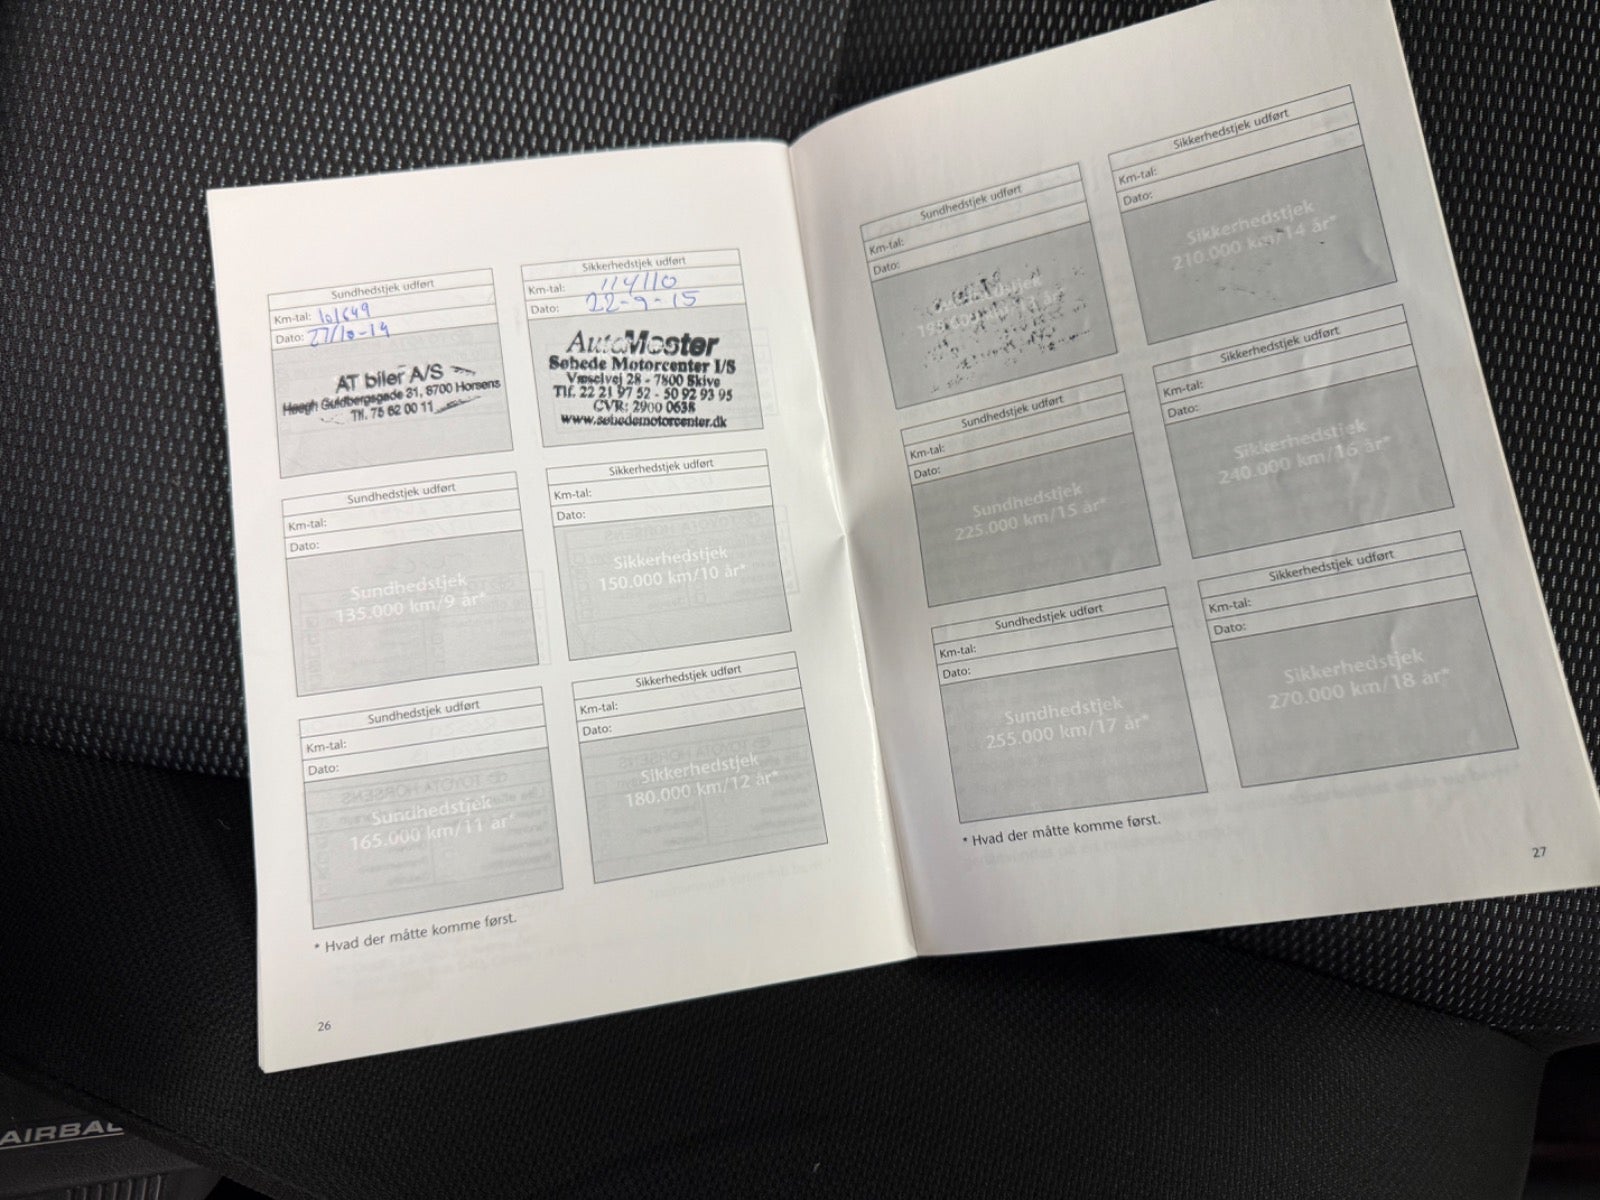 Sundhedstjek udført
Km-tal: 101649
Dato: 27/10-14
AT biler A/S
Høegh Guldbergsgade 31, 8700 Horsens
Tlf. 75 62 00 11
Sikkerhedstjek udført
Km-tal: 114110
Dato: 22-9-15
AutoMester
Søbede Motorcenter I/S
Væselvej 28 - 7800 Skive
Tlf. 22 21 97 52 - 50 92 93 95
CVR: 2900 0638
www.søbedemotorcenter.dk
Sundhedstjek udført
Km-tal:
Dato:
Sundhedstjek
135.000 km/9 år*
Sikkerhedstjek udført
Km-tal:
Dato:
Sikkerhedstjek
150.000 km/10 år*
Sundhedstjek udført
Km-tal:
Dato:
Sundhedstjek
165.000 km/11 år*
Sikkerhedstjek udført
Km-tal:
Dato:
Sikkerhedstjek
180.000 km/12 år*
* Hvad der måtte komme først.
26
Sundhedstjek udført
Km-tal:
Dato:
Sikkerhedstjek udført
Km-tal:
Dato:
Sikkerhedstjek
210.000 km/14 år*
Sundhedstjek udført
Km-tal:
Dato:
Sundhedstjek
225.000 km/15 år*
Sikkerhedstjek udført
Km-tal:
Dato:
Sikkerhedstjek
240.000 km/16 år*
Sundhedstjek udført
Km-tal:
Dato:
Sundhedstjek
255.000 km/17 år*
Sikkerhedstjek udført
Km-tal:
Dato:
Sikkerhedstjek
270.000 km/18 år*
* Hvad der måtte komme først.
27